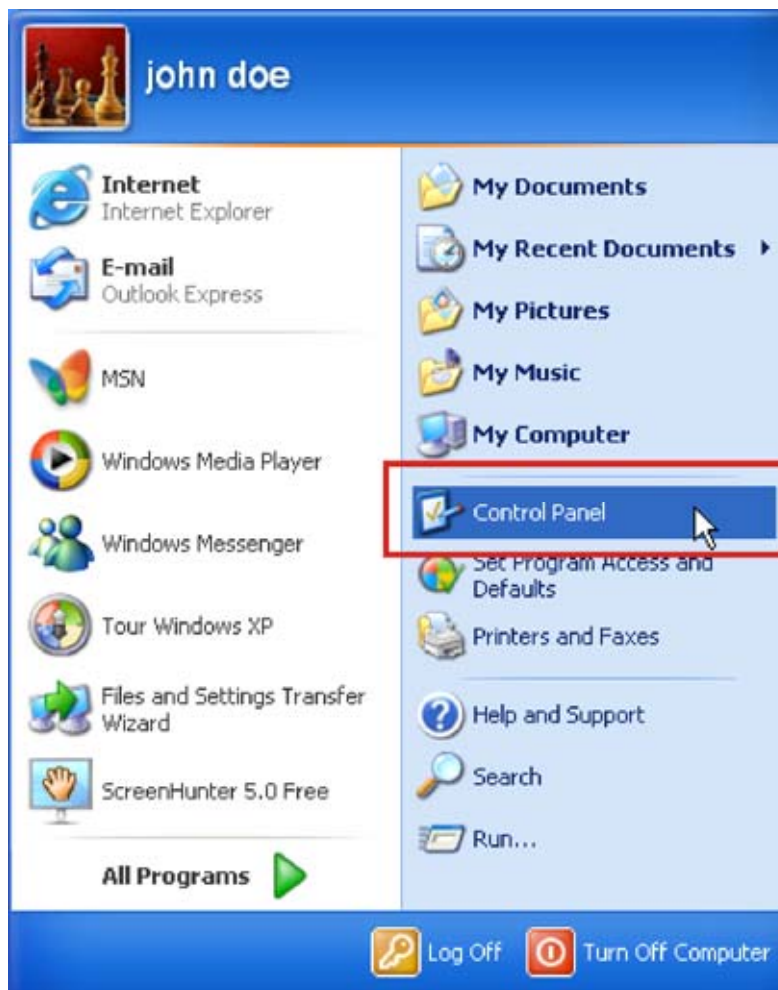 john doe
Internet
Internet Explorer
E-mail
Outlook Express
MSN
Windows Media Player
Windows Messenger
Tour Windows XP
Files and Settings Transfer
Wizard
ScreenHunter 5.0 Free
All Programs
My Documents
My Recent Documents
My Pictures
My Music
My Computer
Control Panel
Set Program Access and
Defaults
Printers and Faxes
Help and Support
Search
Run...
Log Off
Turn Off Computer